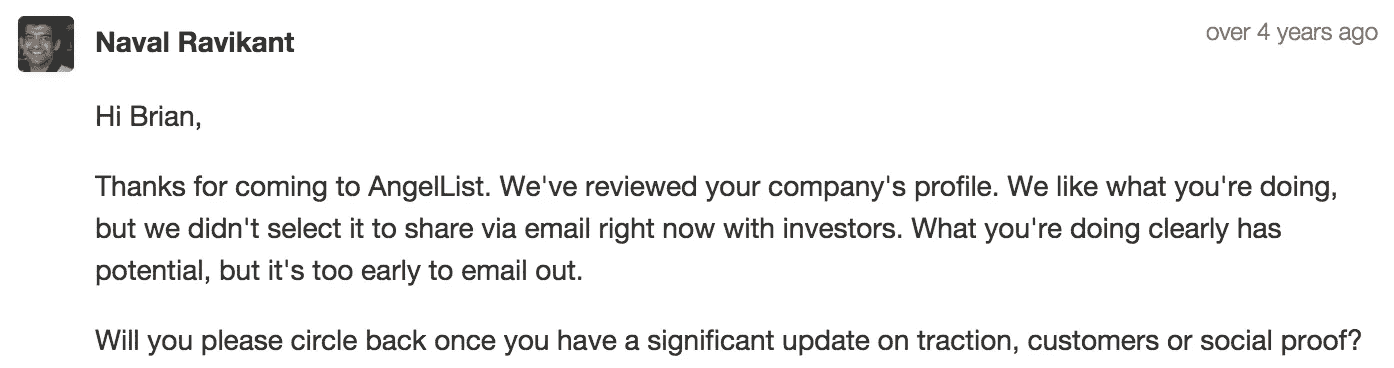 Naval Ravikant
over 4 years ago
Hi Brian,
Thanks for coming to AngelList. We've reviewed your company's profile. We like what you're doing,
but we didn't select it to share via email right now with investors. What you're doing clearly has
potential, but it's too early to email out.
Will you please circle back once you have a significant update on traction, customers or social proof?